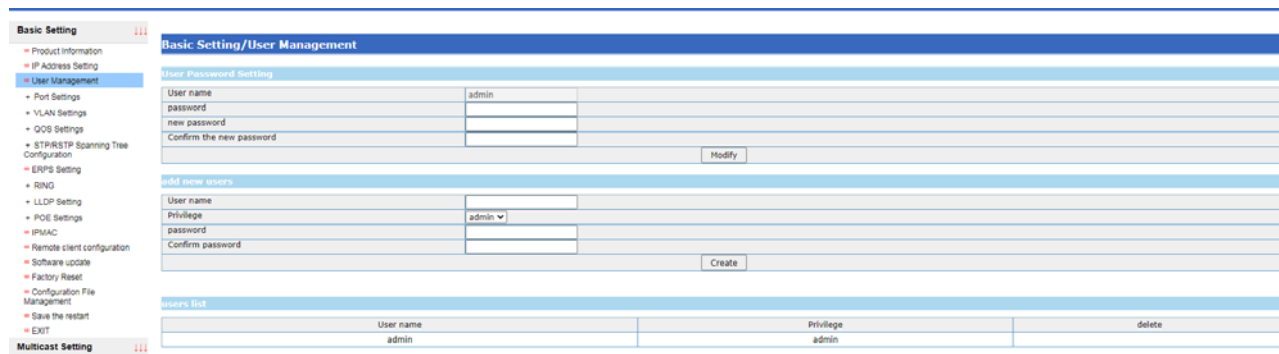 Basic Setting
Product Information
IP Address Setting
User Management
Port Settings
VLAN Settings
QOS Settings
STP/RSTP Spanning Tree
Configuration
ERPS Setting
RING
LLDP Setting
POE Settings
IPMAC
Remote client configuration
Software update
Factory Reset
Configuration File
Management
Save the restart
EXIT
Multicast Setting
Basic Setting/User Management
User Password Setting
User name admin
password
new password
Confirm the new password
Modify
add new users
User name
Privilege admin
password
Confirm password
Create
users list
User name Privilege delete
admin admin